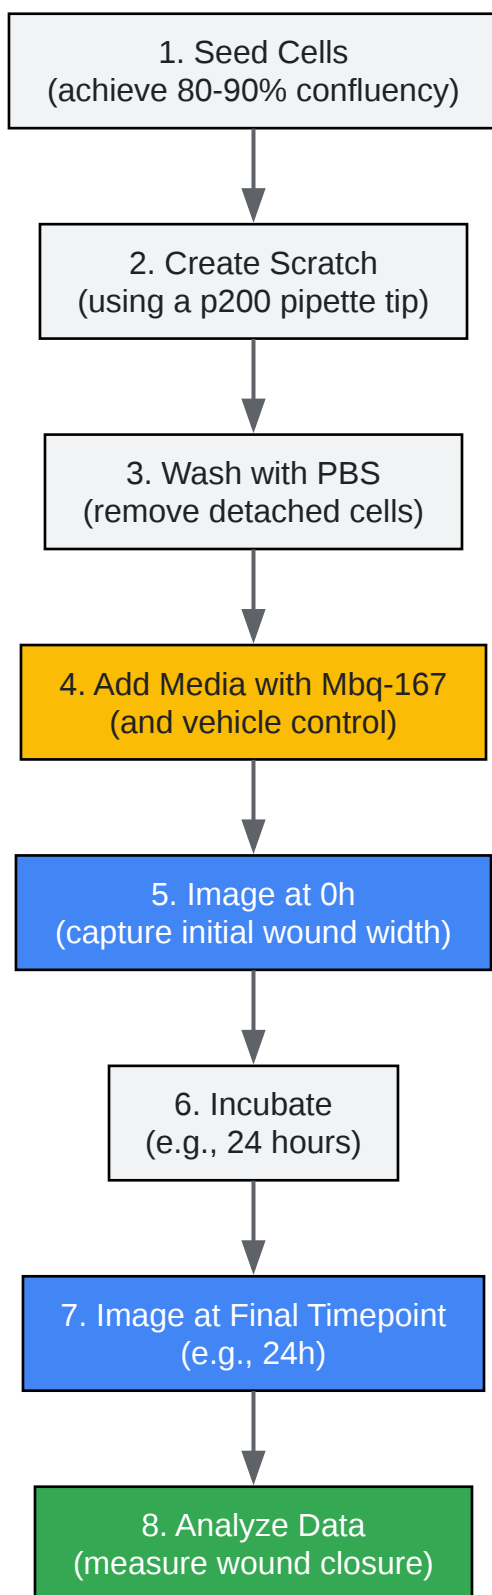 1. Seed Cells
(achieve 80-90% confluency)
2. Create Scratch
(using a p200 pipette tip)
3. Wash with PBS
(remove detached cells)
4. Add Media with Mbq-167
(and vehicle control)
5. Image at 0h
(capture initial wound width)
6. Incubate
(e.g., 24 hours)
7. Image at Final Timepoint
(e.g., 24h)
8. Analyze Data
(measure wound closure)